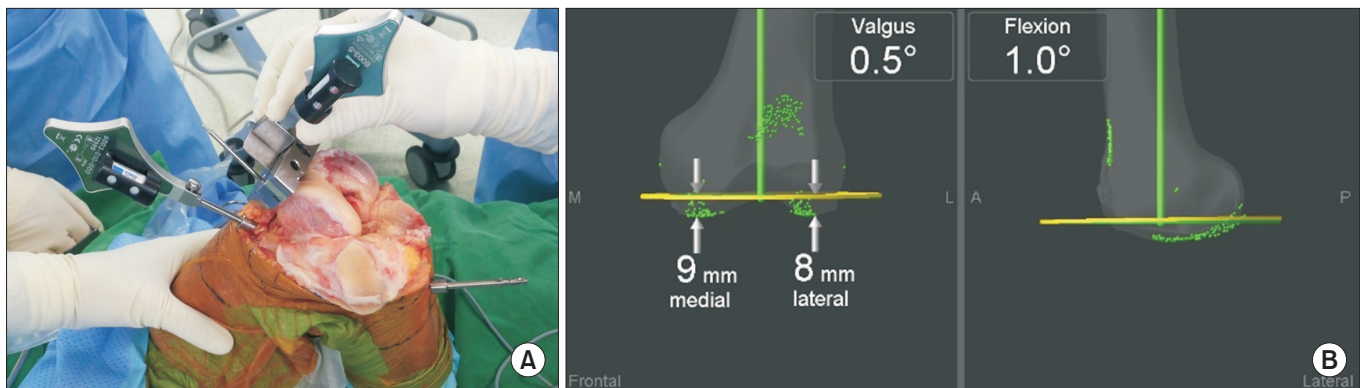 A
Valgus
0.5°
Flexion
1.0°
M
L
A
P
9 mm
medial
8 mm
lateral
Frontal
Lateral
B